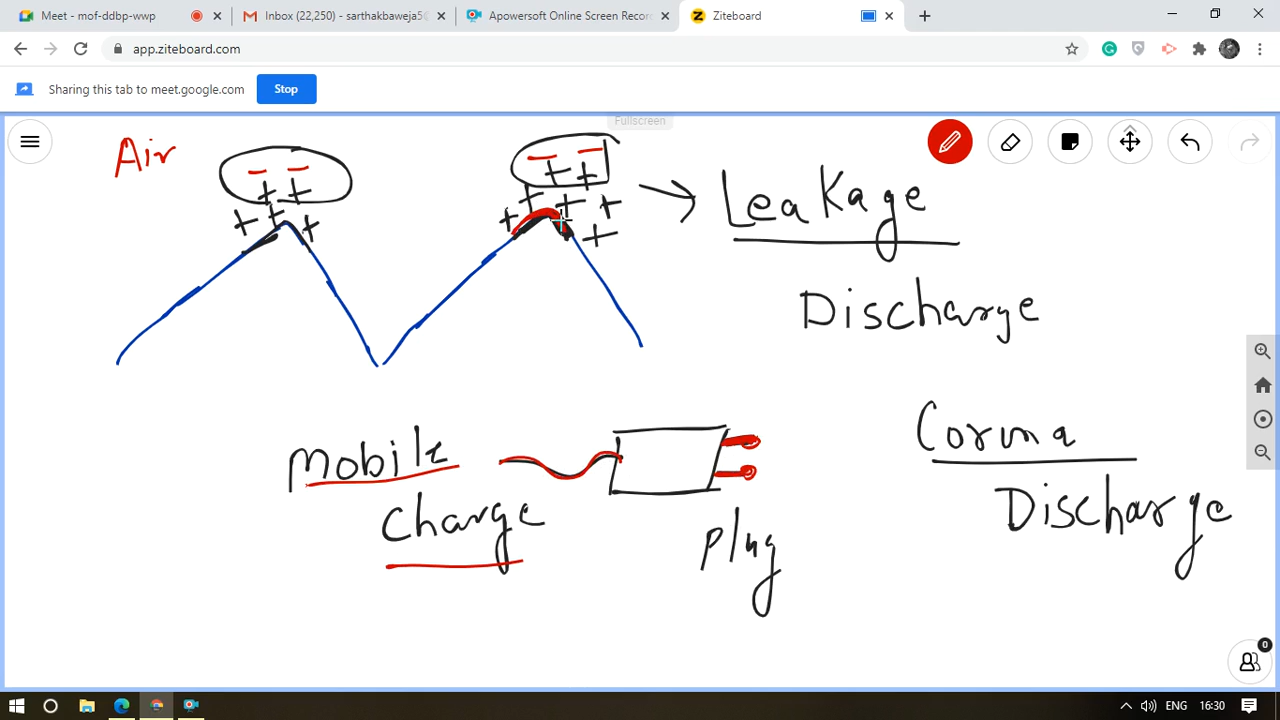 Meet - mof-ddbp-wwp
Inbox (22,250) - sarthakbaweja5
Apowersoft Online Screen Recor
Ziteboard
app.ziteboard.com
Sharing this tab to meet.google.com
Stop
Fullscreen
Air
Leakage
Discharge
Mobile
Charge
Plug
Corona
Discharge
0
ENG
16:30